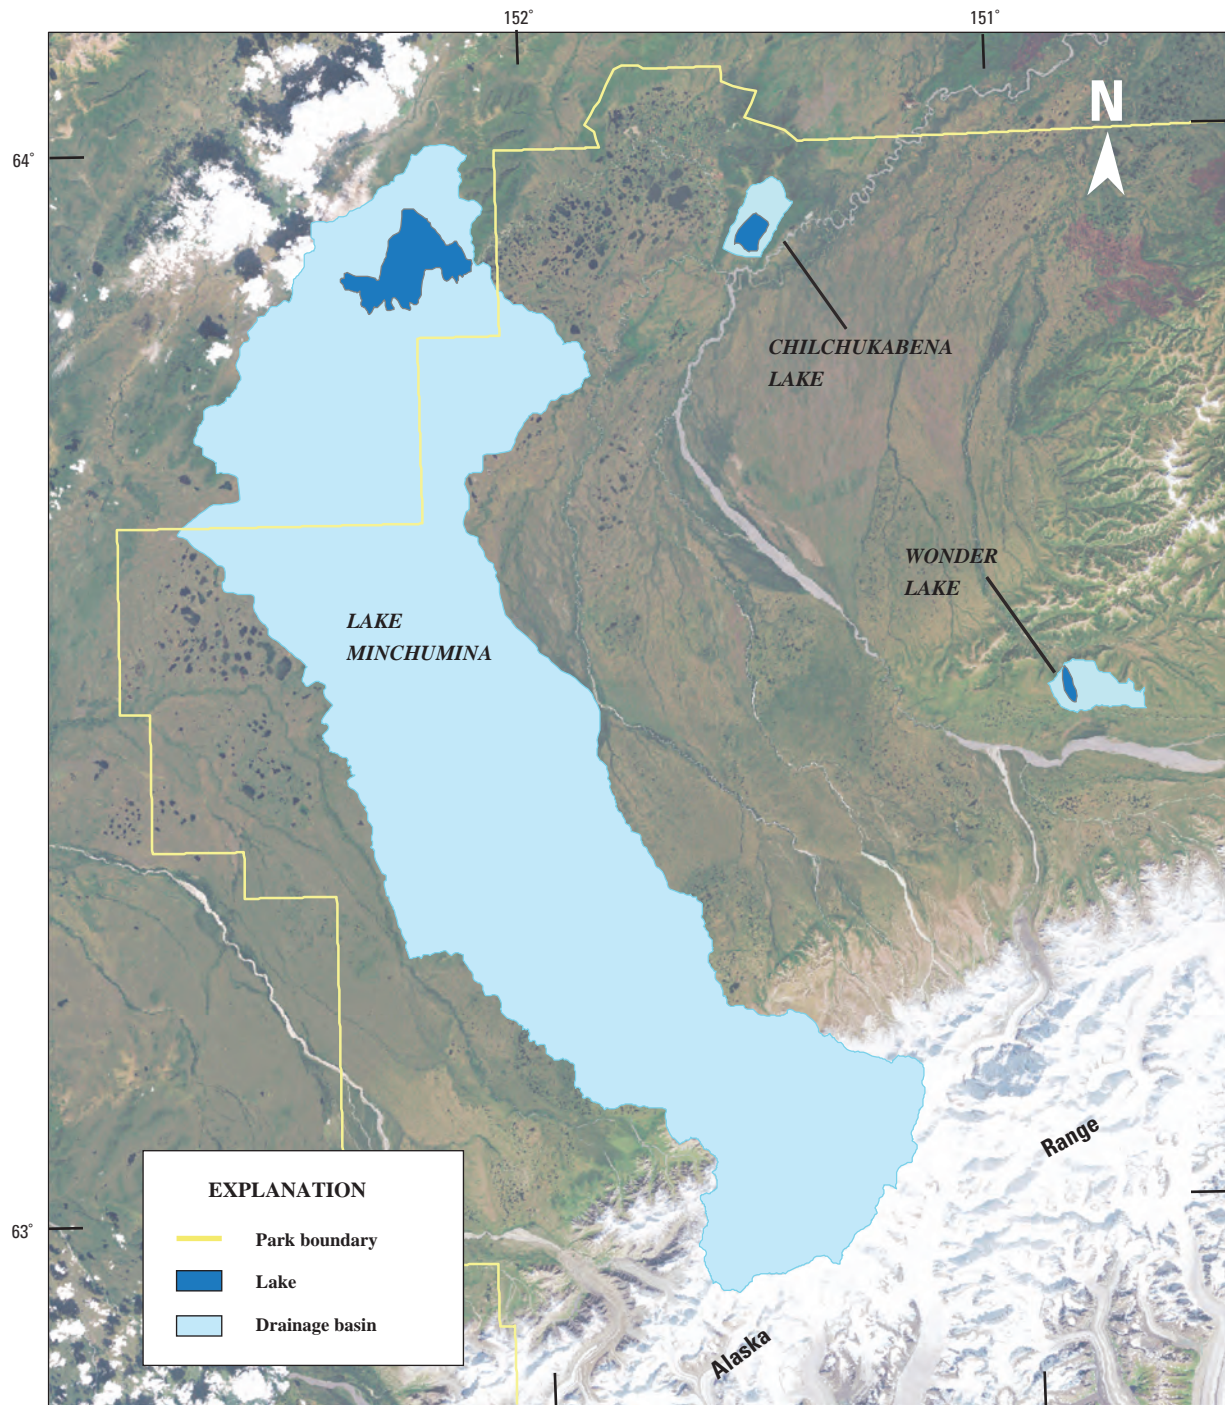 152°
151°
64°
N
CHILCHUKABENA
LAKE
WONDER
LAKE
LAKE
MINCHUMINA
Range
63°
Alaska
EXPLANATION
Park boundary
Lake
Drainage basin